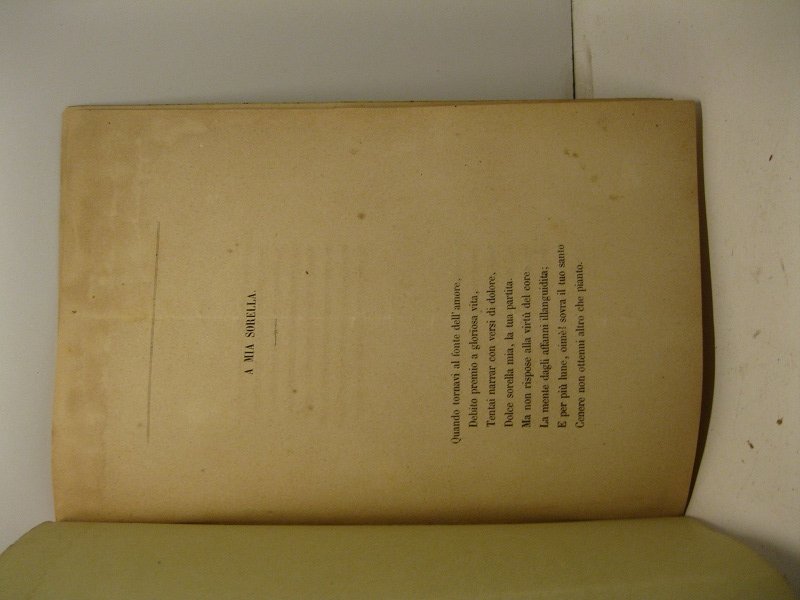 A MIA SORELLA.
Quando tornavi al fonte dell'amore,
Debito premio a gloriosa vita,
Tentai narrar con versi di dolore,
Dolce sorella mia, la tua partita.
Ma non rispose alla virtù del core
La mente dagli affanni illanguidita;
E per più lune, oimè! sovra il tuo santo
Cenere non ottenni altro che pianto.